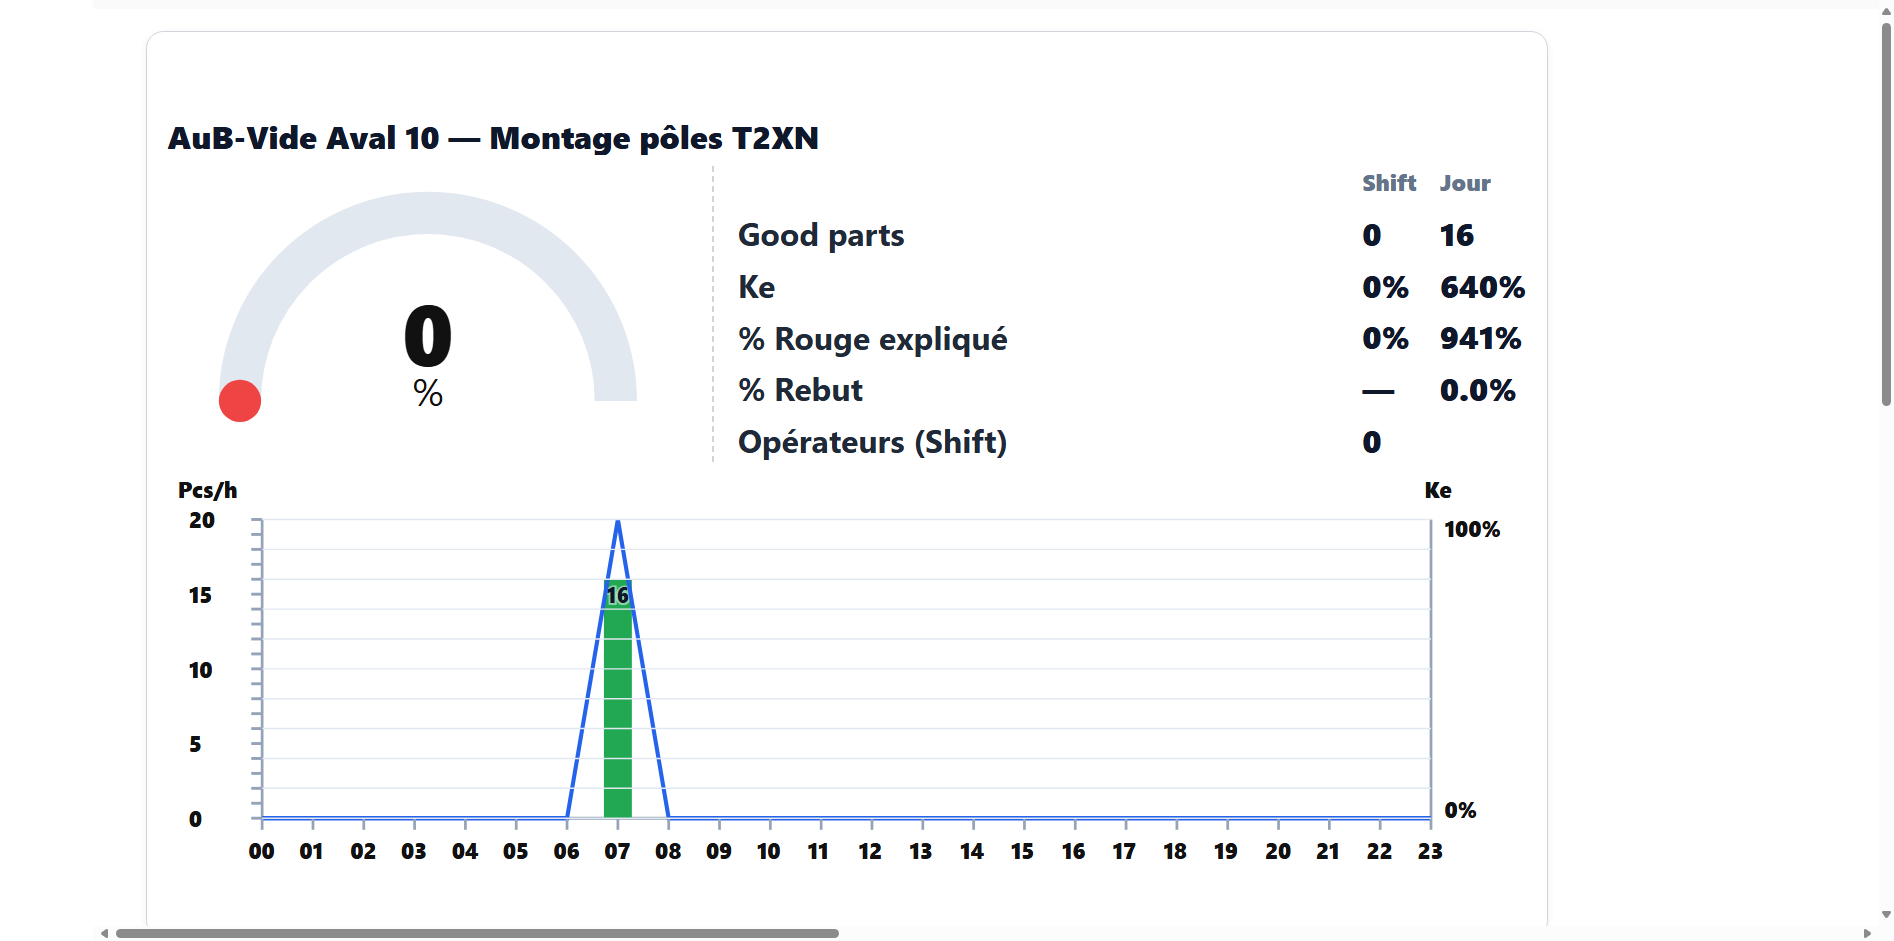 AuB-Vide Aval 10 — Montage pôles T2XN
0
%
Shift Jour
Good parts 0 16
Ke 0% 640%
% Rouge expliqué 0% 941%
% Rebut — 0.0%
Opérateurs (Shift) 0
Pcs/h Ke
20 100%
16
15
10
5
0 0%
00 01 02 03 04 05 06 07 08 09 10 11 12 13 14 15 16 17 18 19 20 21 22 23